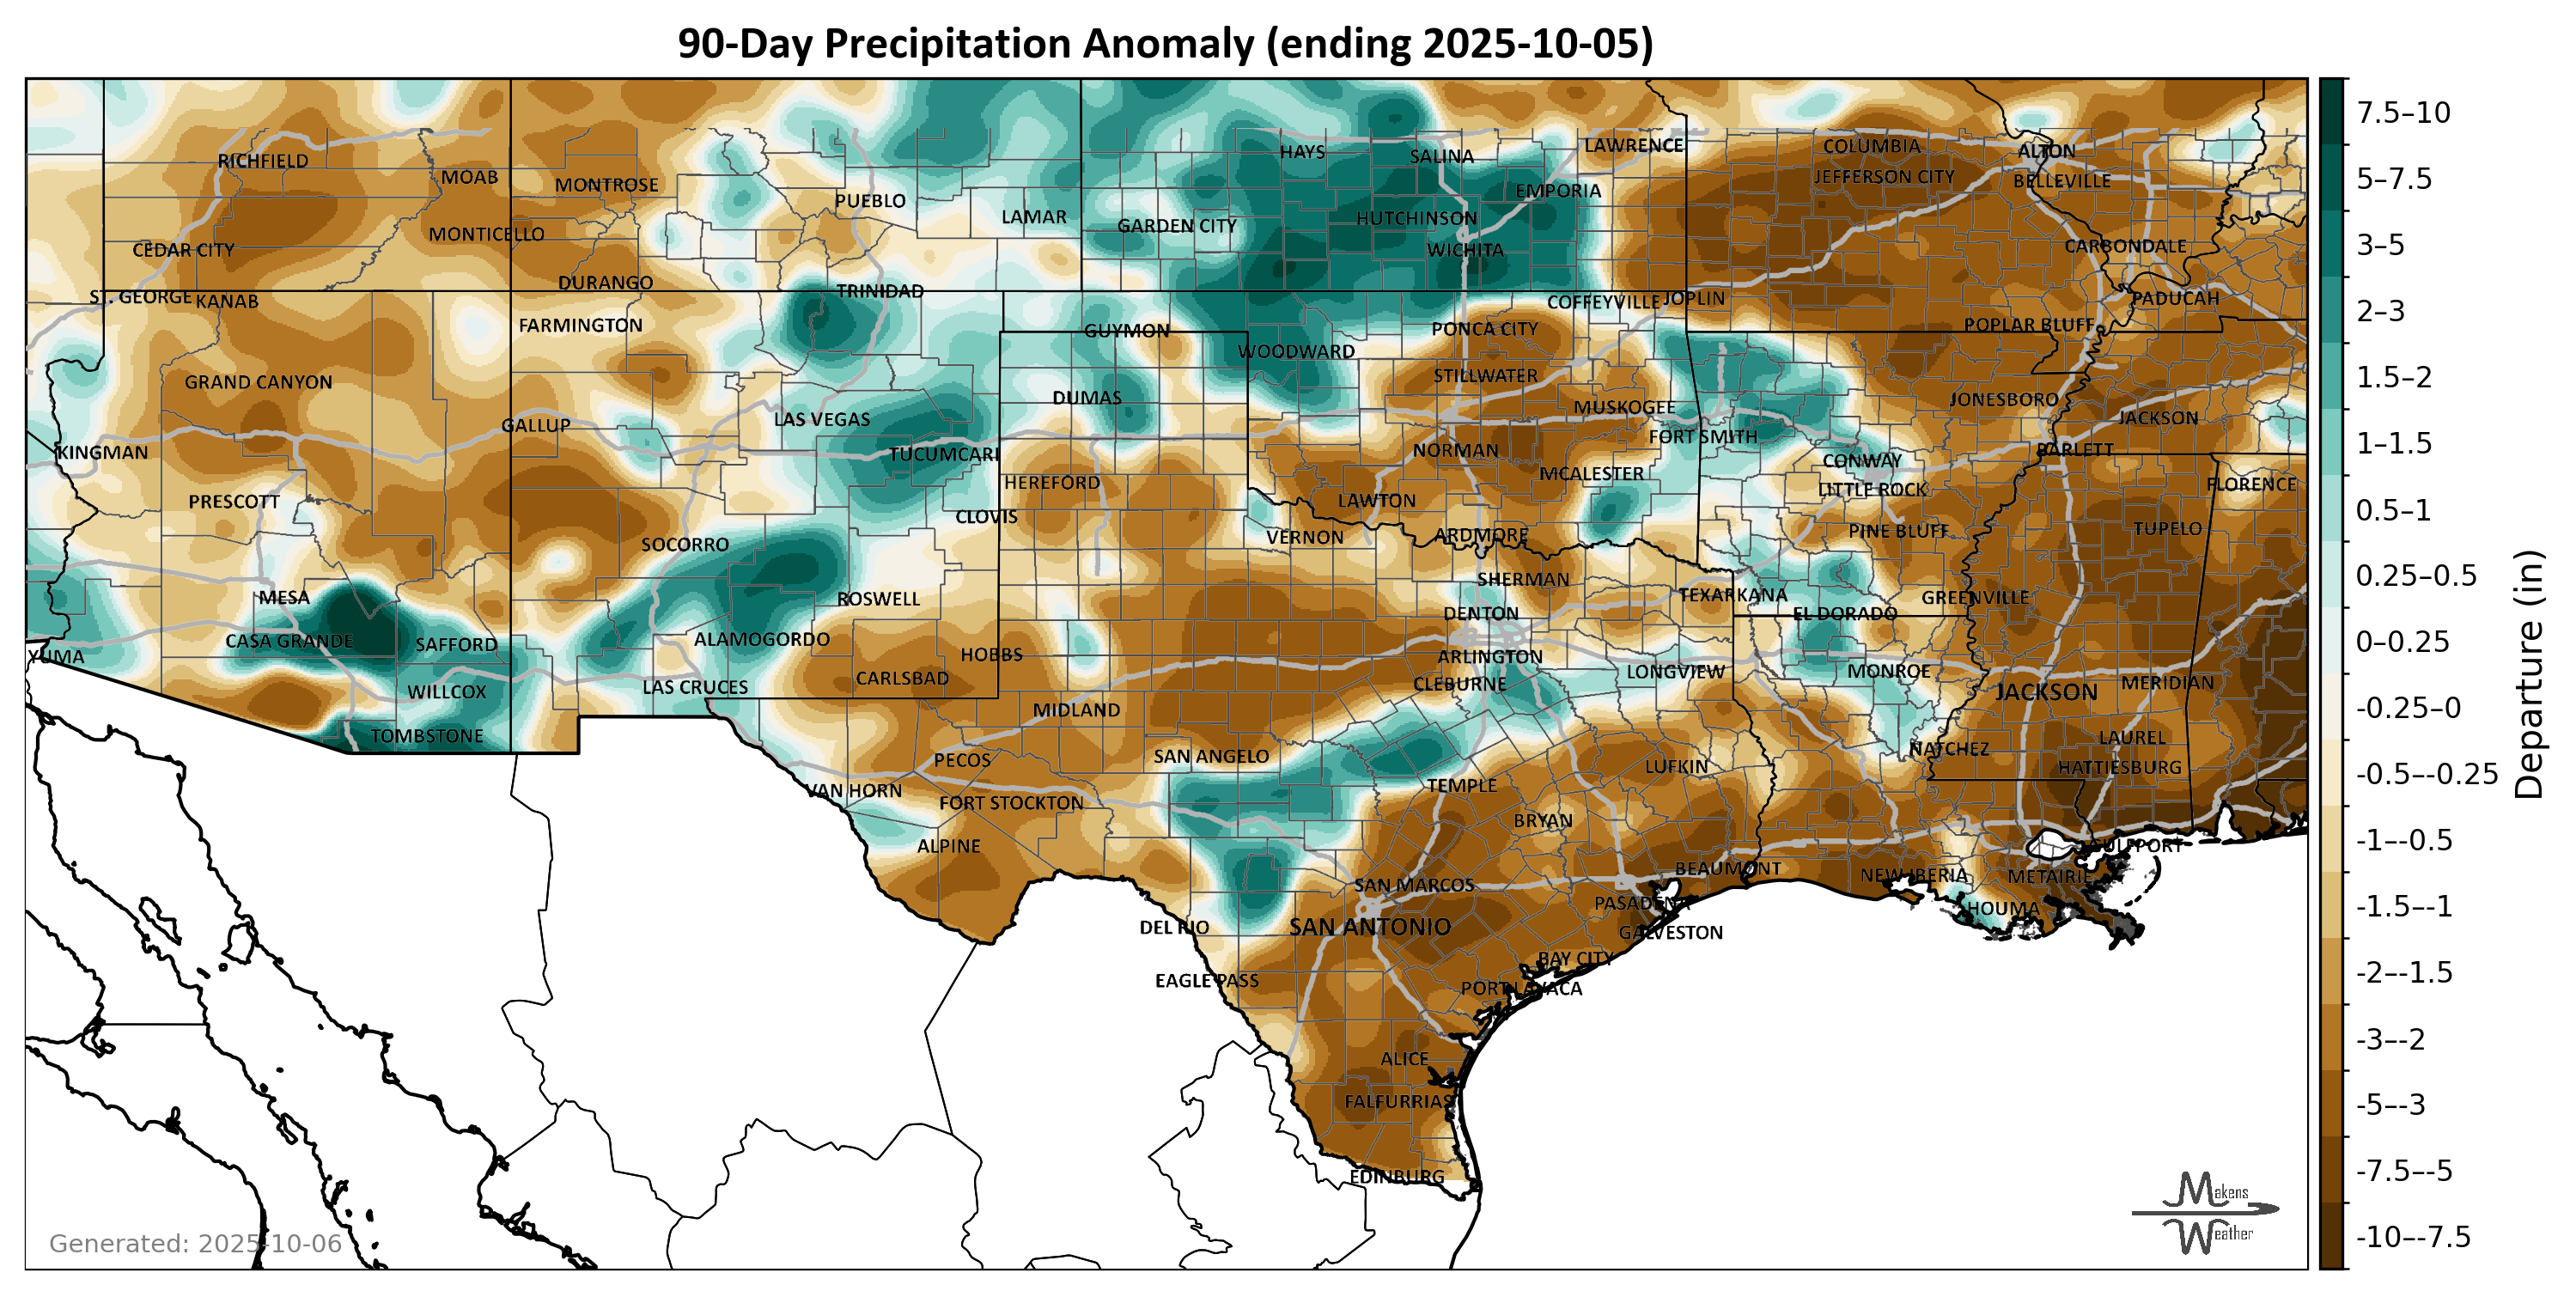 90-Day Precipitation Anomaly (ending 2025-10-05)
RICHFIELD
MOAB
MONTROSE
PUEBLO
LAMAR
HAYS
SALINA
LAWRENCE
COLUMBIA
ALTON
JEFFERSON CITY
BELLEVILLE
EMPORIA
HUTCHINSON
GARDEN CITY
WICHITA
MONTICELLO
CEDAR CITY
CARBONDALE
DURANGO
TRINIDAD
ST. GEORGE
KANAB
COFFEYVILLE
JOPLIN
PADUCAH
FARMINGTON
GUYMON
PONCA CITY
POPLAR BLUFF
WOODWARD
GRAND CANYON
STILLWATER
DUMAS
MUSKOGEE
JONESBORO
JACKSON
GALLUP
LAS VEGAS
FORT SMITH
KINGMAN
TUCUMCARI
NORMAN
BARLETT
CONWAY
MCALESTER
HEREFORD
LITTLE ROCK
FLORENCE
PRESCOTT
LAWTON
CLOVIS
PINE BLUFF
TUPELO
SOCORRO
VERNON
ARDMORE
SHERMAN
MESA
ROSWELL
TEXARKANA
GREENVILLE
DENTON
EL DORADO
CASA GRANDE
SAFFORD
ALAMOGORDO
YUMA
HOBBS
ARLINGTON
CARLSBAD
LONGVIEW
MONROE
WILLCOX
LAS CRUCES
CLEBURNE
JACKSON
MERIDIAN
MIDLAND
TOMBSTONE
LAUREL
NATCHEZ
SAN ANGELO
PECOS
LUFKIN
HATTIESBURG
TEMPLE
VAN HORN
FORT STOCKTON
BRYAN
ALPINE
GULFPORT
BEAUMONT
NEW IBERIA
METAIRIE
SAN MARCOS
PASADENA
HOUMA
DEL RIO
SAN ANTONIO
GALVESTON
BAY CITY
EAGLE PASS
PORT LAVACA
ALICE
FALFURRIAS
EDINBURG
7.5–10
5–7.5
3–5
2–3
1.5–2
1–1.5
0.5–1
0.25–0.5
0–0.25
-0.25–0
-0.5–-0.25
-1–-0.5
-1.5–-1
-2–-1.5
-3–-2
-5–-3
-7.5–-5
-10–-7.5
Departure (in)
Makens
Weather
Generated: 2025-10-06